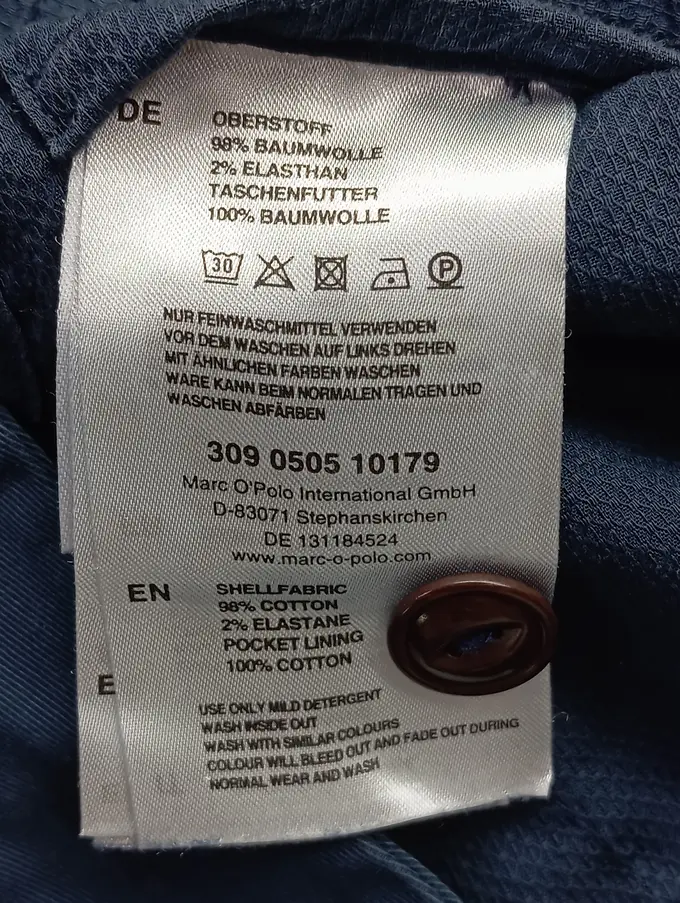 DE
OBERSTOFF
98% BAUMWOLLE
2% ELASTHAN
TASCHENFUTTER
100% BAUMWOLLE
30
P
NUR FEINWASCHMITTEL VERWENDEN
VOR DEM WASCHEN AUF LINKS DREHEN
MIT ÄHNLICHEN FARBEN WASCHEN
WARE KANN BEIM NORMALEN TRAGEN UND
WASCHEN ABFÄRBEN
309 0505 10179
Marc O'Polo International GmbH
D-83071 Stephanskirchen
DE 131184524
www.marc-o-polo.com
EN
SHELLFABRIC
98% COTTON
2% ELASTANE
POCKET LINING
100% COTTON
E
USE ONLY MILD DETERGENT
WASH INSIDE OUT
WASH WITH SIMILAR COLOURS
COLOUR WILL BLEED OUT AND FADE OUT DURING
NORMAL WEAR AND WASH